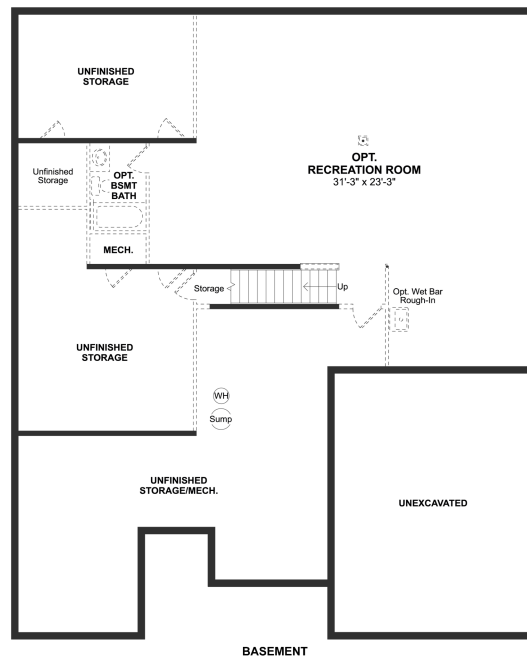 UNFINISHED
STORAGE
Unfinished
Storage
OPT.
BSMT
BATH
OPT.
RECREATION ROOM
31'-3" x 23'-3"
MECH.
Storage
Up
Opt. Wet Bar
Rough-In
UNFINISHED
STORAGE
WH
Sump
UNFINISHED
STORAGE/MECH.
UNEXCAVATED
BASEMENT